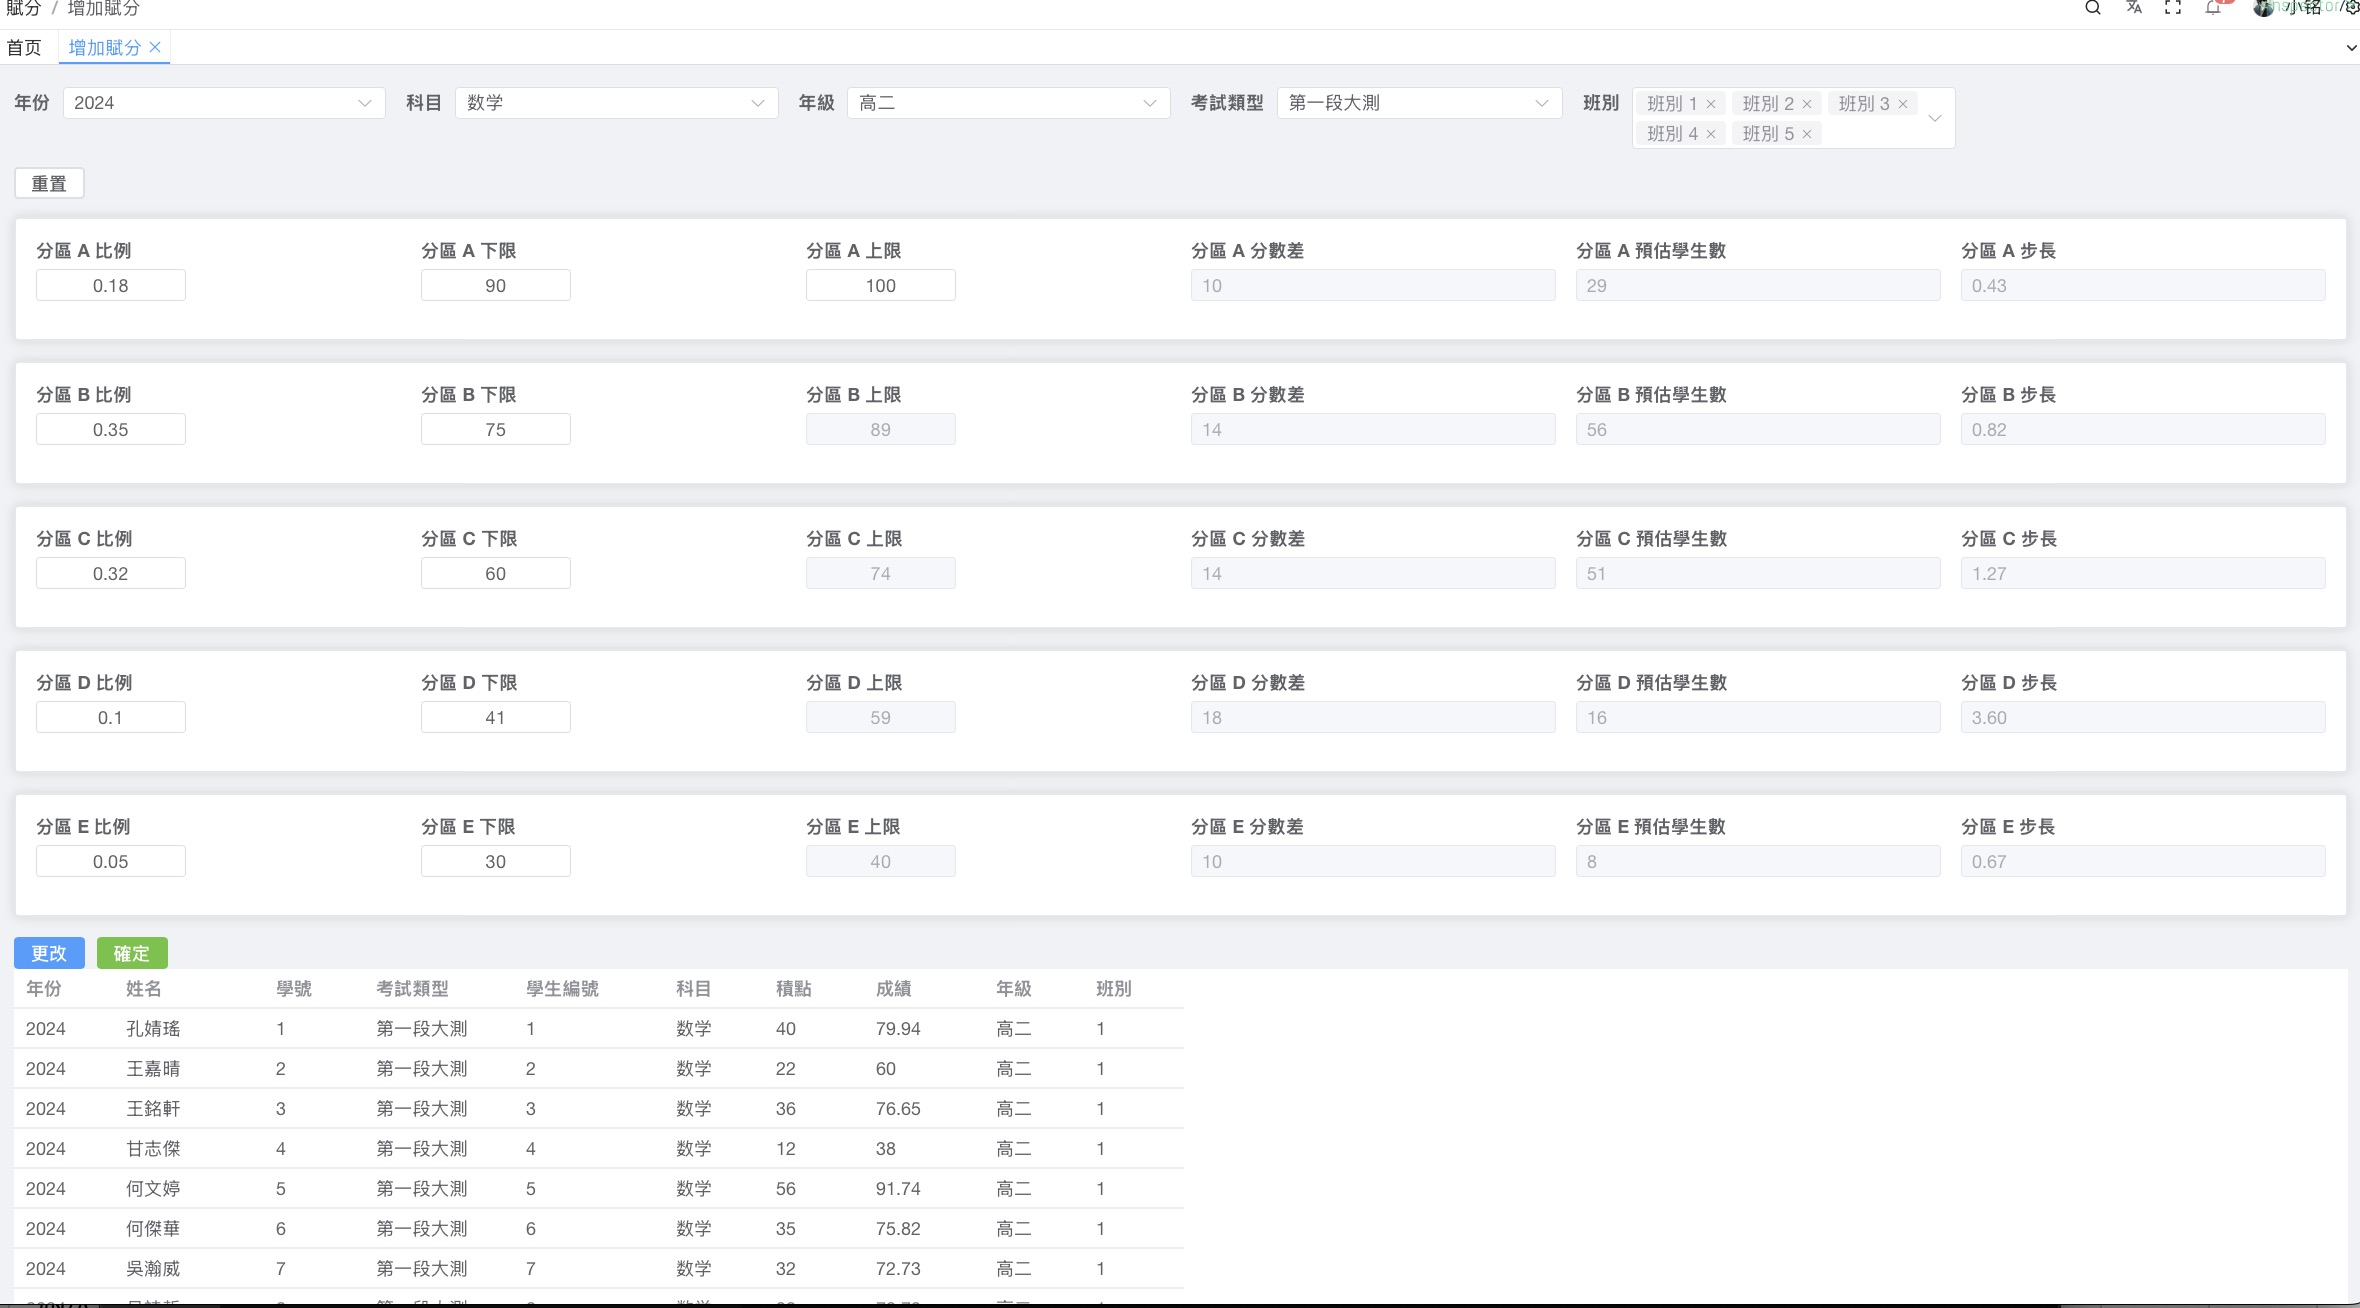 賦分 / 增加賦分
首页 增加賦分
年份 2024 科目 数学 年級 高二 考試類型 第一段大測 班別 班別 1 班別 2 班別 3
班別 4 班別 5
重置
分區 A 比例 分區 A 下限 分區 A 上限 分區 A 分數差 分區 A 預估學生數 分區 A 步長
0.18 90 100 10 29 0.43
分區 B 比例 分區 B 下限 分區 B 上限 分區 B 分數差 分區 B 預估學生數 分區 B 步長
0.35 75 89 14 56 0.82
分區 C 比例 分區 C 下限 分區 C 上限 分區 C 分數差 分區 C 預估學生數 分區 C 步長
0.32 60 74 14 51 1.27
分區 D 比例 分區 D 下限 分區 D 上限 分區 D 分數差 分區 D 預估學生數 分區 D 步長
0.1 41 59 18 16 3.60
分區 E 比例 分區 E 下限 分區 E 上限 分區 E 分數差 分區 E 預估學生數 分區 E 步長
0.05 30 40 10 8 0.67
更改 確定
年份 姓名 學號 考試類型 學生編號 科目 積點 成績 年級 班別
2024 孔婧瑤 1 第一段大測 1 数学 40 79.94 高二 1
2024 王嘉晴 2 第一段大測 2 数学 22 60 高二 1
2024 王銘軒 3 第一段大測 3 数学 36 76.65 高二 1
2024 甘志傑 4 第一段大測 4 数学 12 38 高二 1
2024 何文婷 5 第一段大測 5 数学 56 91.74 高二 1
2024 何傑華 6 第一段大測 6 数学 35 75.82 高二 1
2024 吳瀚威 7 第一段大測 7 数学 32 72.73 高二 1